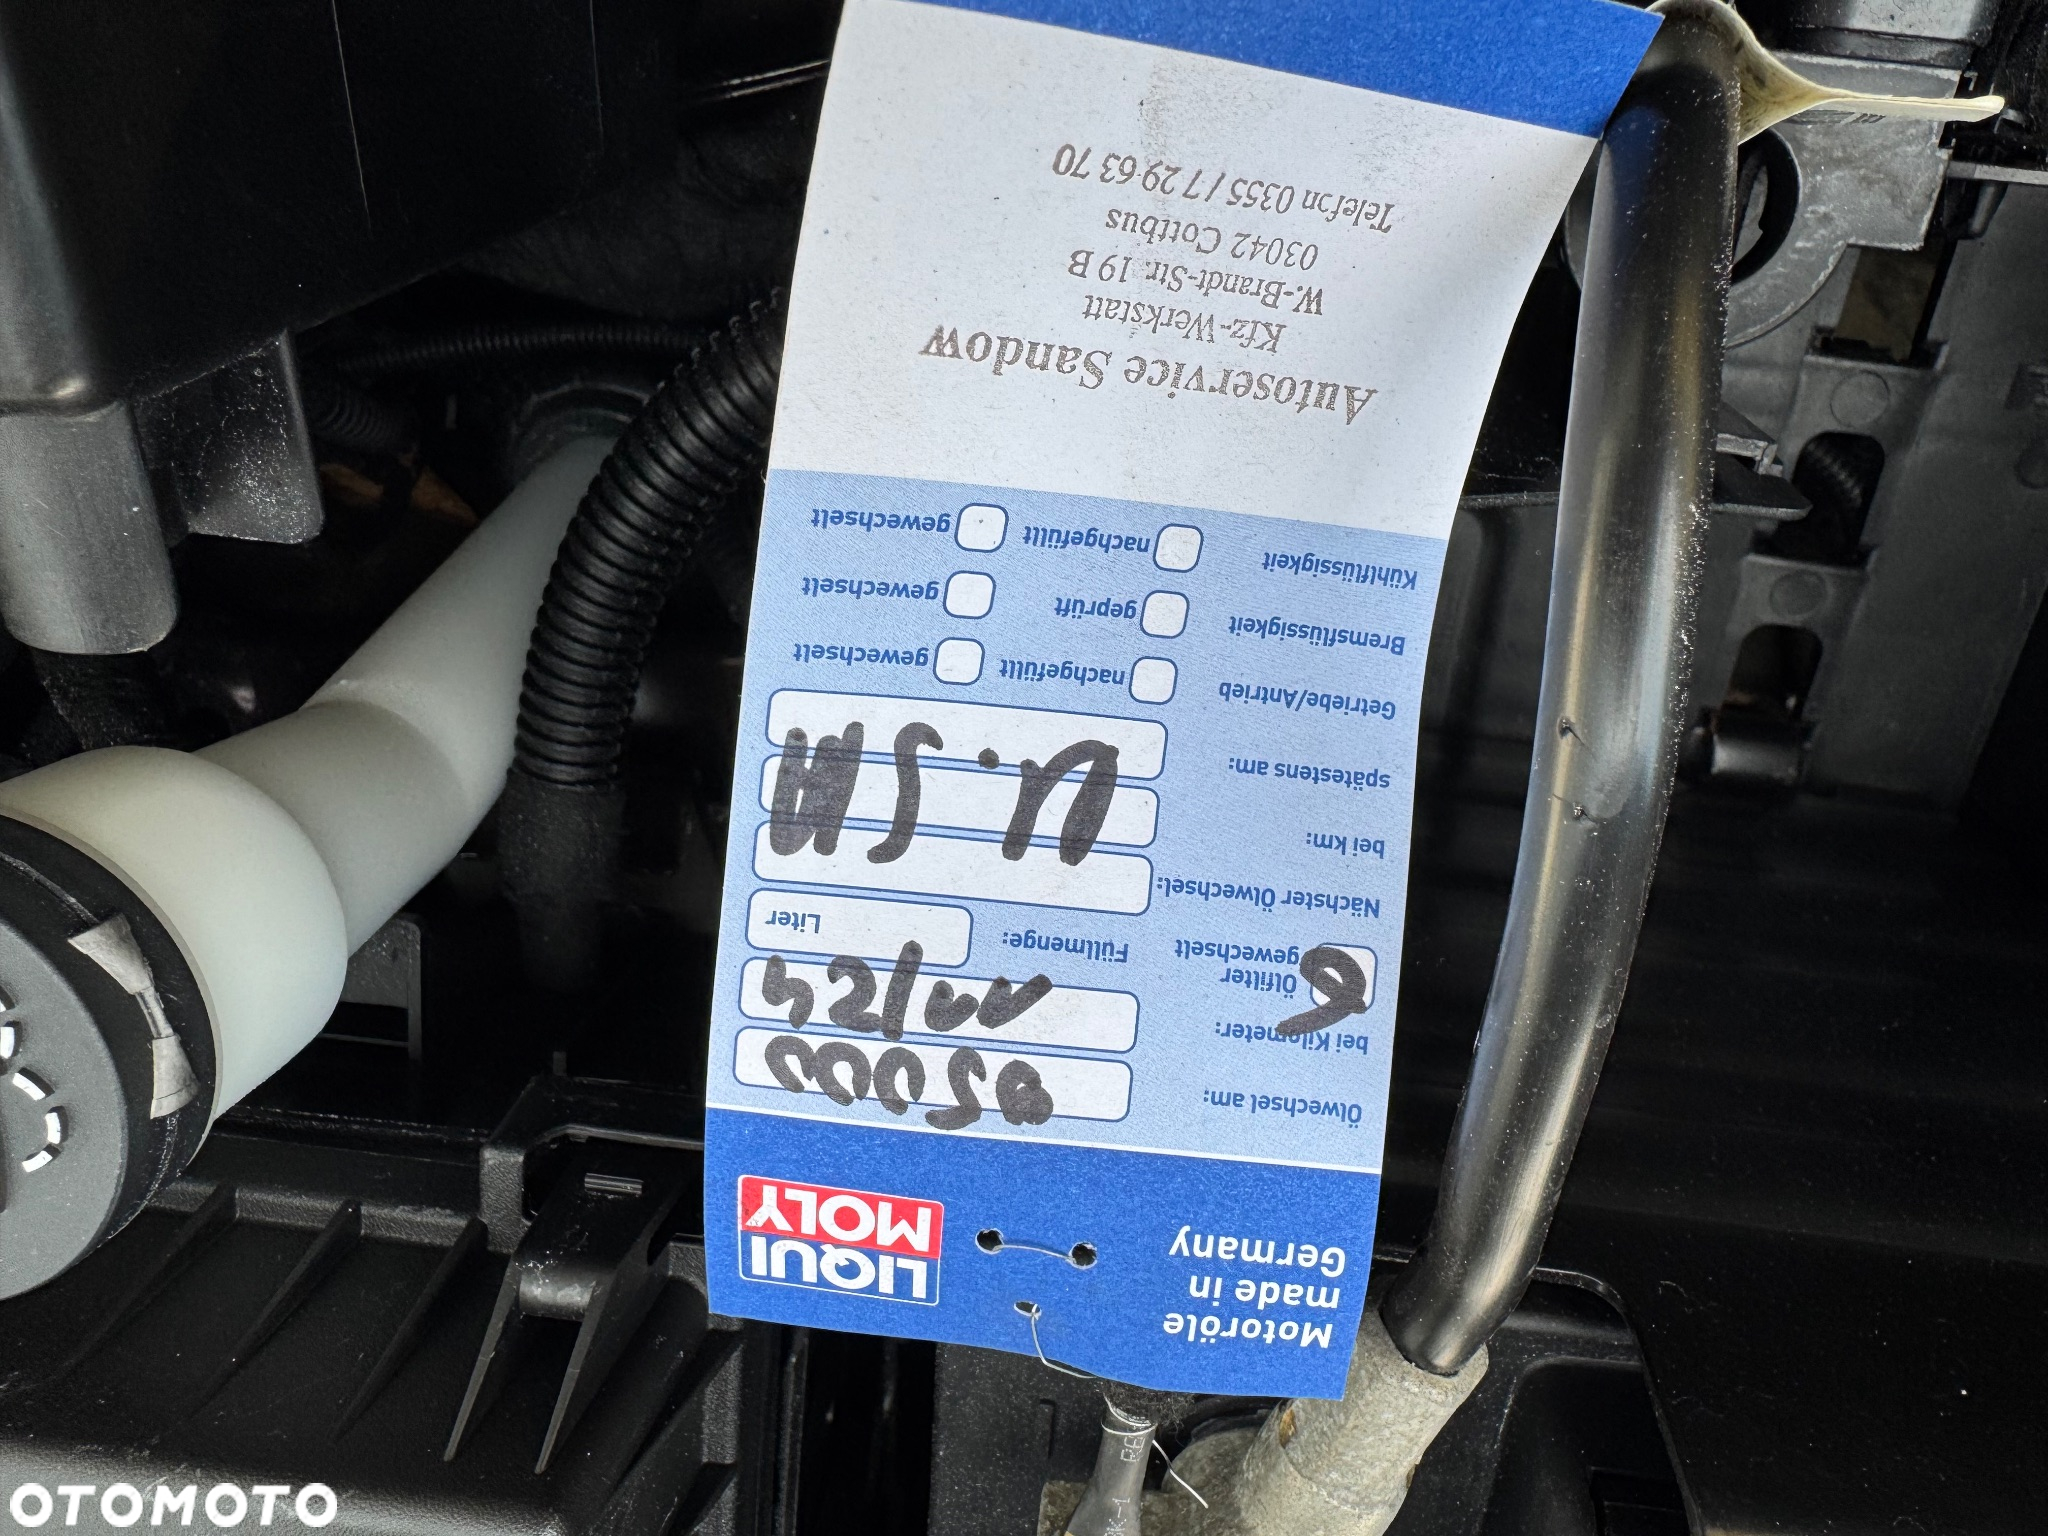 Motoröle
made in
Germany
LIQUI
MOLY
Ölwechsel am:
85000
bei Kilometer:
Ölfilter
gewechselt
Füllmenge: Liter
Nächster Ölwechsel:
bei km:
spätestens am:
Getriebe/Antrieb nachgefüllt gewechselt
Bremsflüssigkeit geprüft gewechselt
Kühlflüssigkeit nachgefüllt gewechselt
Autoservice Sandow
Kfz-Werkstatt
W.-Brandt-Str. 19 B
03042 Cottbus
Telefon 0355 / 7 29 63 70
OTOMOTO